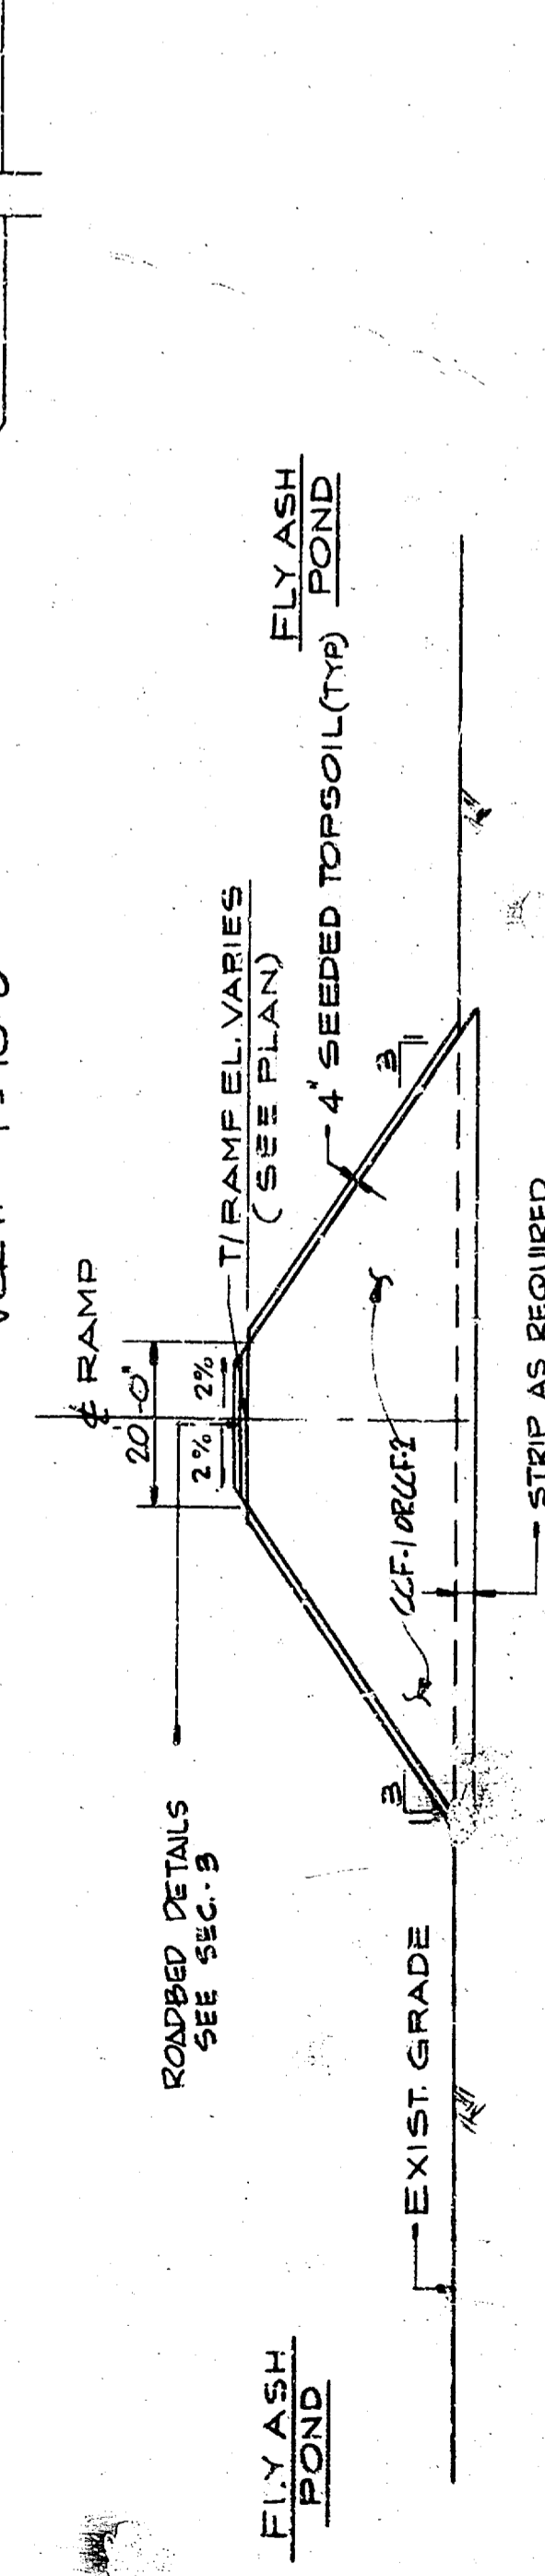 ℄ RAMP
20'-0"
2% 2%
T/RAMP EL. VARIES
(SEE PLAN)
FLY ASH
POND
4" SEEDED TOPSOIL (TYP)
3
1
ROADBED DETAILS
SEE SEC. B
CCF-1 OR CCF-2
3
1
EXIST. GRADE
STRIP AS REQUIRED
FLY ASH
POND